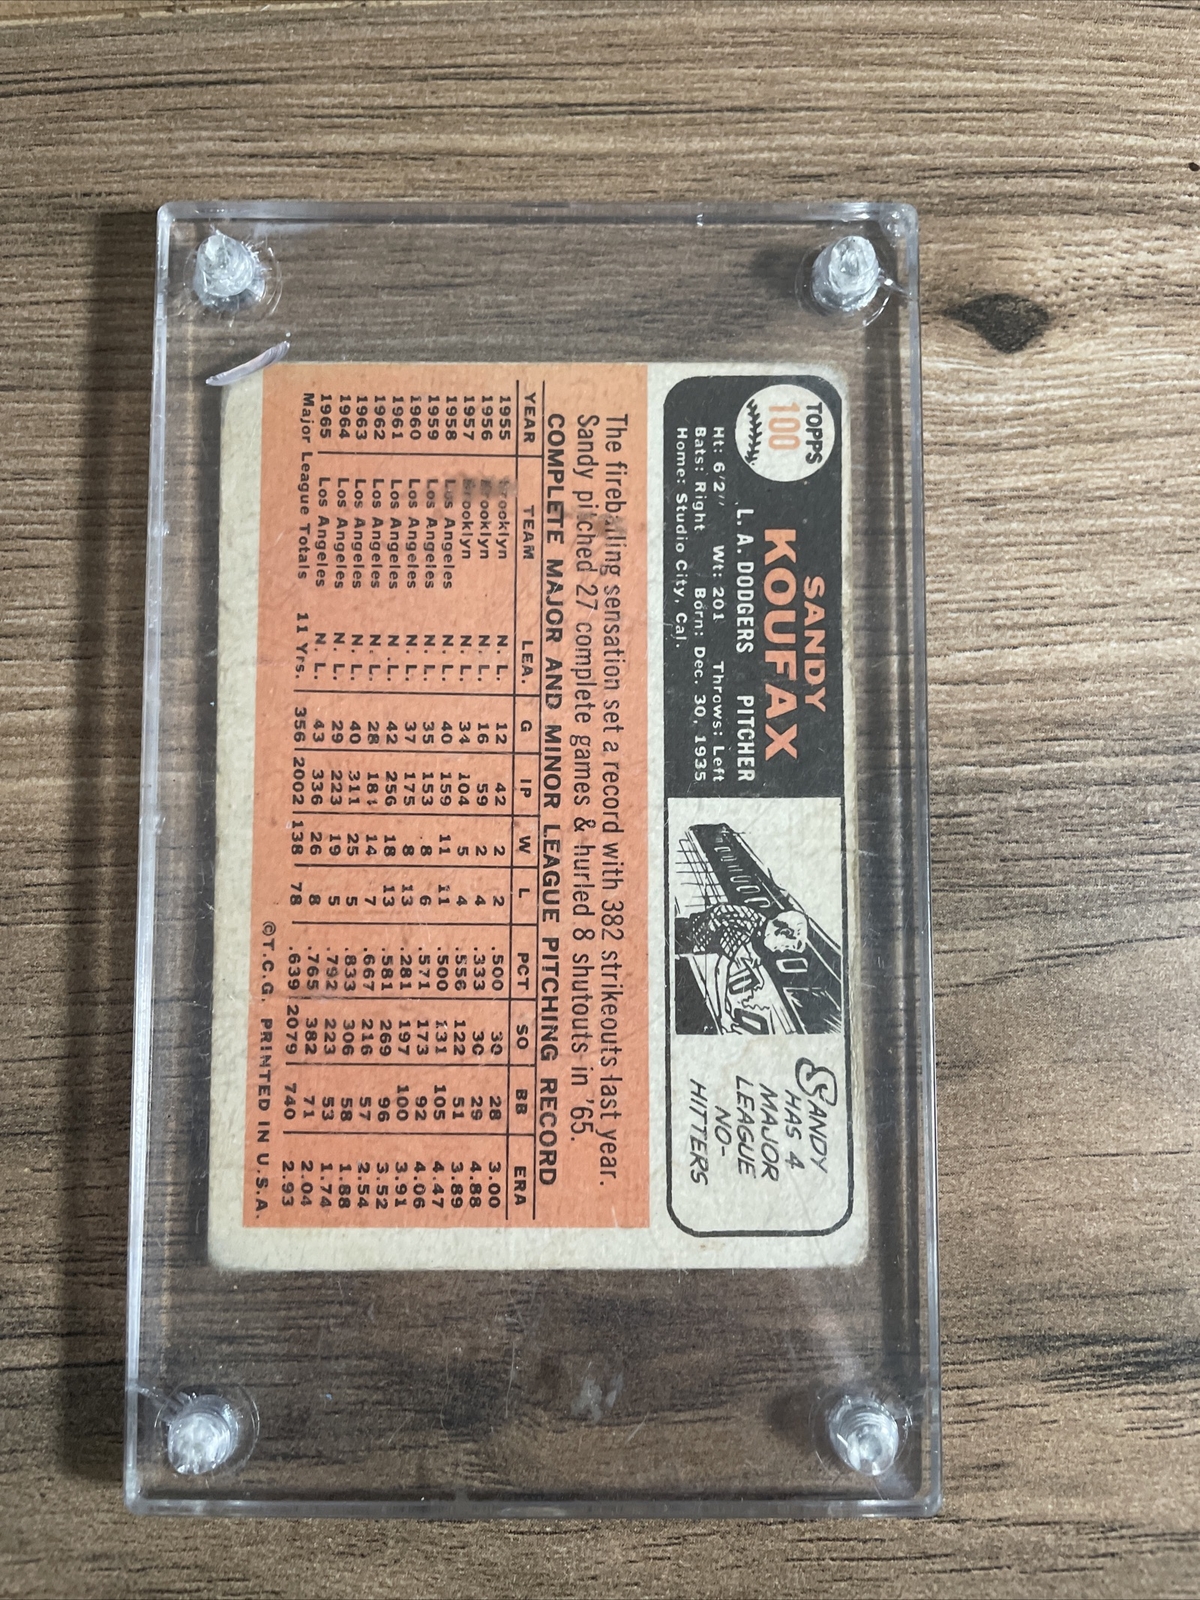 TOPPS
100
SANDY
KOUFAX
L. A. DODGERS PITCHER
Ht: 6'2" Wt: 201 Throws: Left
Bats: Right Born: Dec. 30, 1935
Home: Studio City, Cal.
SANDY
HAS 4
MAJOR
LEAGUE
NO-
HITTERS
The fireballing sensation set a record with 382 strikeouts last year.
Sandy pitched 27 complete games & hurled 8 shutouts in '65.
COMPLETE MAJOR AND MINOR LEAGUE PITCHING RECORD
YEAR TEAM LEA. G IP W L PCT SO BB ERA
1955 Brooklyn N. L. 12 42 2 2 .500 30 28 3.00
1956 Brooklyn N. L. 16 59 2 4 .333 30 29 4.88
1957 Brooklyn N. L. 34 104 5 4 .556 122 51 3.89
1958 Los Angeles N. L. 40 159 11 11 .500 131 105 4.47
1959 Los Angeles N. L. 35 153 8 6 .571 173 92 4.06
1960 Los Angeles N. L. 37 175 8 13 .281 197 100 3.91
1961 Los Angeles N. L. 42 256 18 13 .581 269 96 3.52
1962 Los Angeles N. L. 28 184 14 7 .667 216 57 2.54
1963 Los Angeles N. L. 40 311 25 5 .833 306 58 1.88
1964 Los Angeles N. L. 29 223 19 5 .792 223 53 1.74
1965 Los Angeles N. L. 43 336 26 8 .765 382 71 2.04
Major League Totals 11 Yrs. 356 2002 138 78 .639 2079 740 2.93
©T.C.G. PRINTED IN U.S.A.